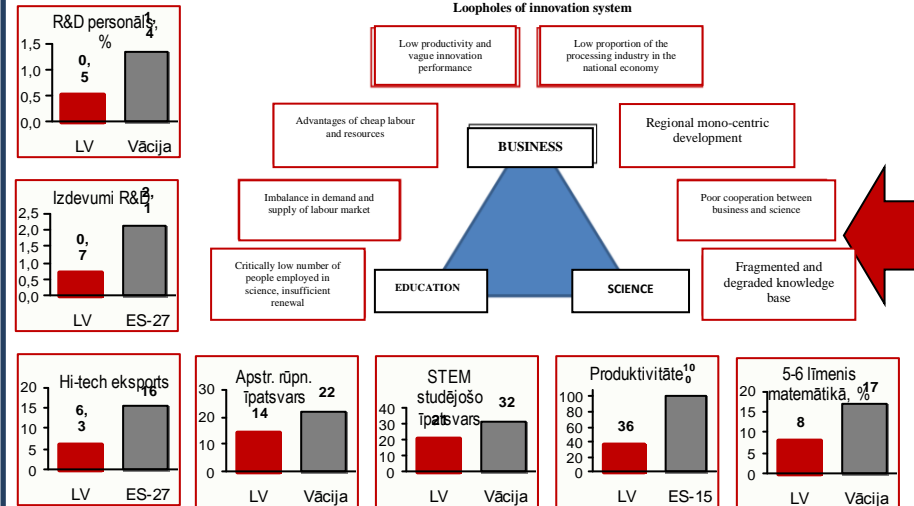 Loopholes of innovation system
R&D personāls,
%
1,
4
0,
5
1,5
1,0
0,5
0,0
LV Vācija
Izdevumi R&D
2,
1
0,
7
2,5
2,0
1,5
1,0
0,5
0,0
LV ES-27
Low productivity and
vague innovation
performance
Low proportion of the
processing industry in the
national economy
Advantages of cheap labour
and resources
BUSINESS
Regional mono-centric
development
Imbalance in demand and
supply of labour market
Poor cooperation between
business and science
Critically low number of
people employed in
science, insufficient
renewal
EDUCATION
SCIENCE
Fragmented and
degraded knowledge
base
Hi-tech eksports
16
6,
3
20
15
10
5
0
LV ES-27
Apstr. rūpn.
īpatsvars
22
14
30
20
10
0
LV Vācija
STEM
studējošo
īpatsvars
32
21
40
30
20
10
0
LV Vācija
Produktivitāte
10
0
36
100
80
60
40
20
0
LV ES-15
5-6 līmenis
matemātikā, %
17
8
20
15
10
5
0
LV Vācija